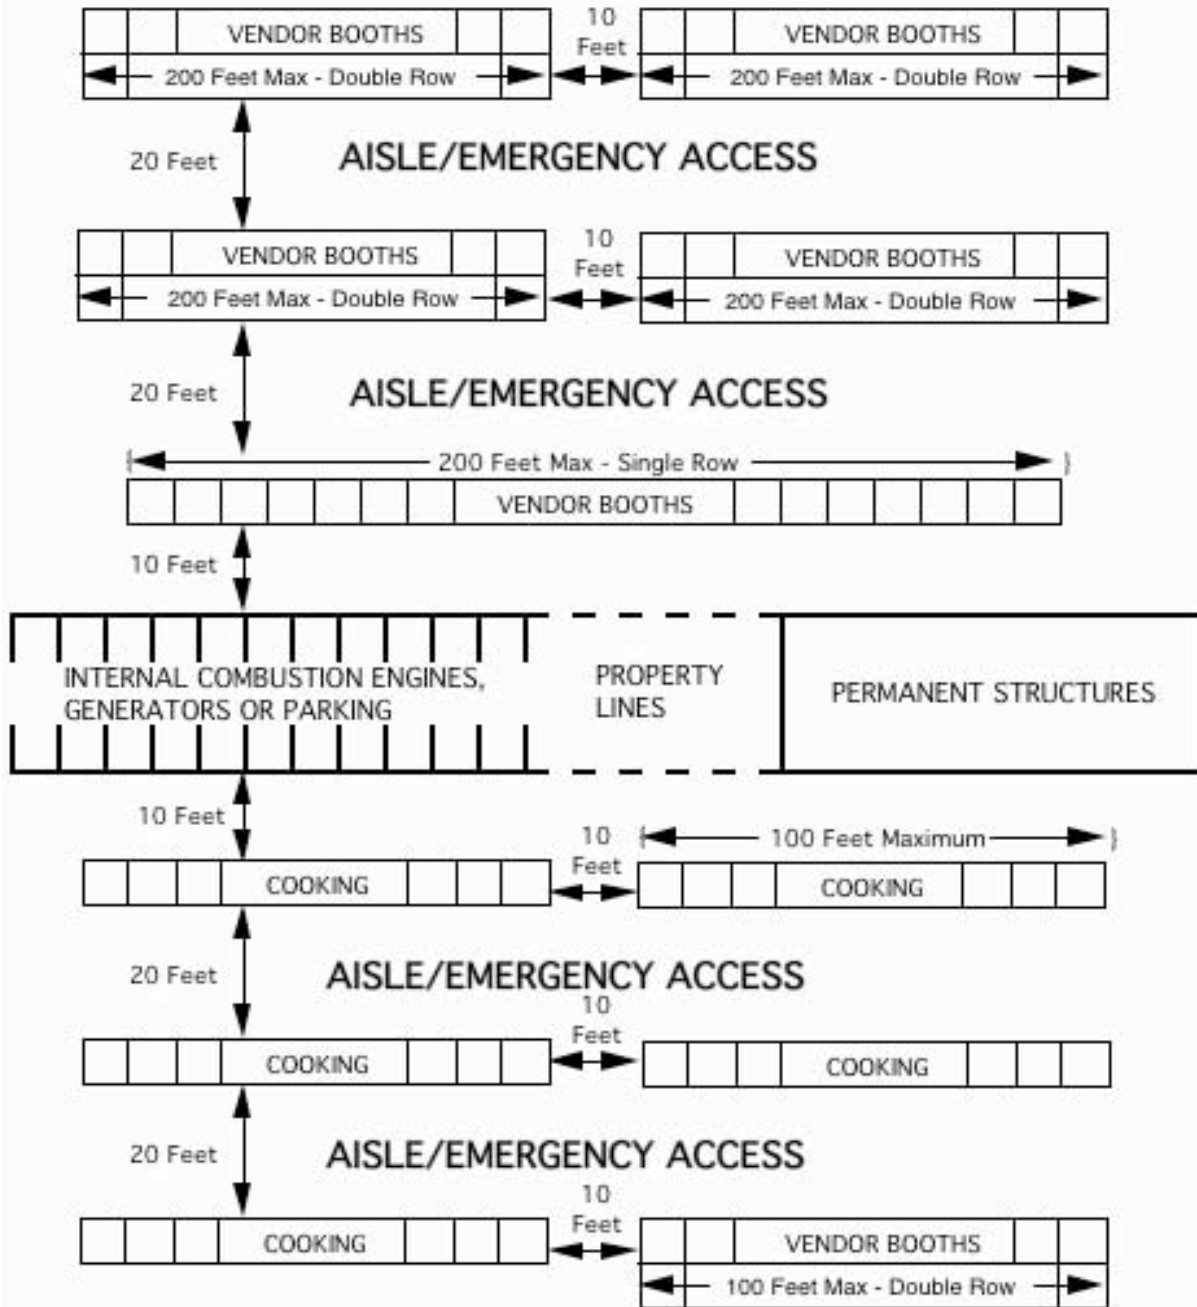 VENDOR BOOTHS
200 Feet Max - Double Row
10
Feet
VENDOR BOOTHS
200 Feet Max - Double Row
20 Feet
AISLE/EMERGENCY ACCESS
VENDOR BOOTHS
200 Feet Max - Double Row
10
Feet
VENDOR BOOTHS
200 Feet Max - Double Row
20 Feet
AISLE/EMERGENCY ACCESS
200 Feet Max - Single Row
VENDOR BOOTHS
10 Feet
INTERNAL COMBUSTION ENGINES,
GENERATORS OR PARKING
PROPERTY
LINES
PERMANENT STRUCTURES
10 Feet
10
Feet
100 Feet Maximum
COOKING
COOKING
20 Feet
AISLE/EMERGENCY ACCESS
10
Feet
COOKING
COOKING
20 Feet
AISLE/EMERGENCY ACCESS
10
Feet
COOKING
VENDOR BOOTHS
100 Feet Max - Double Row